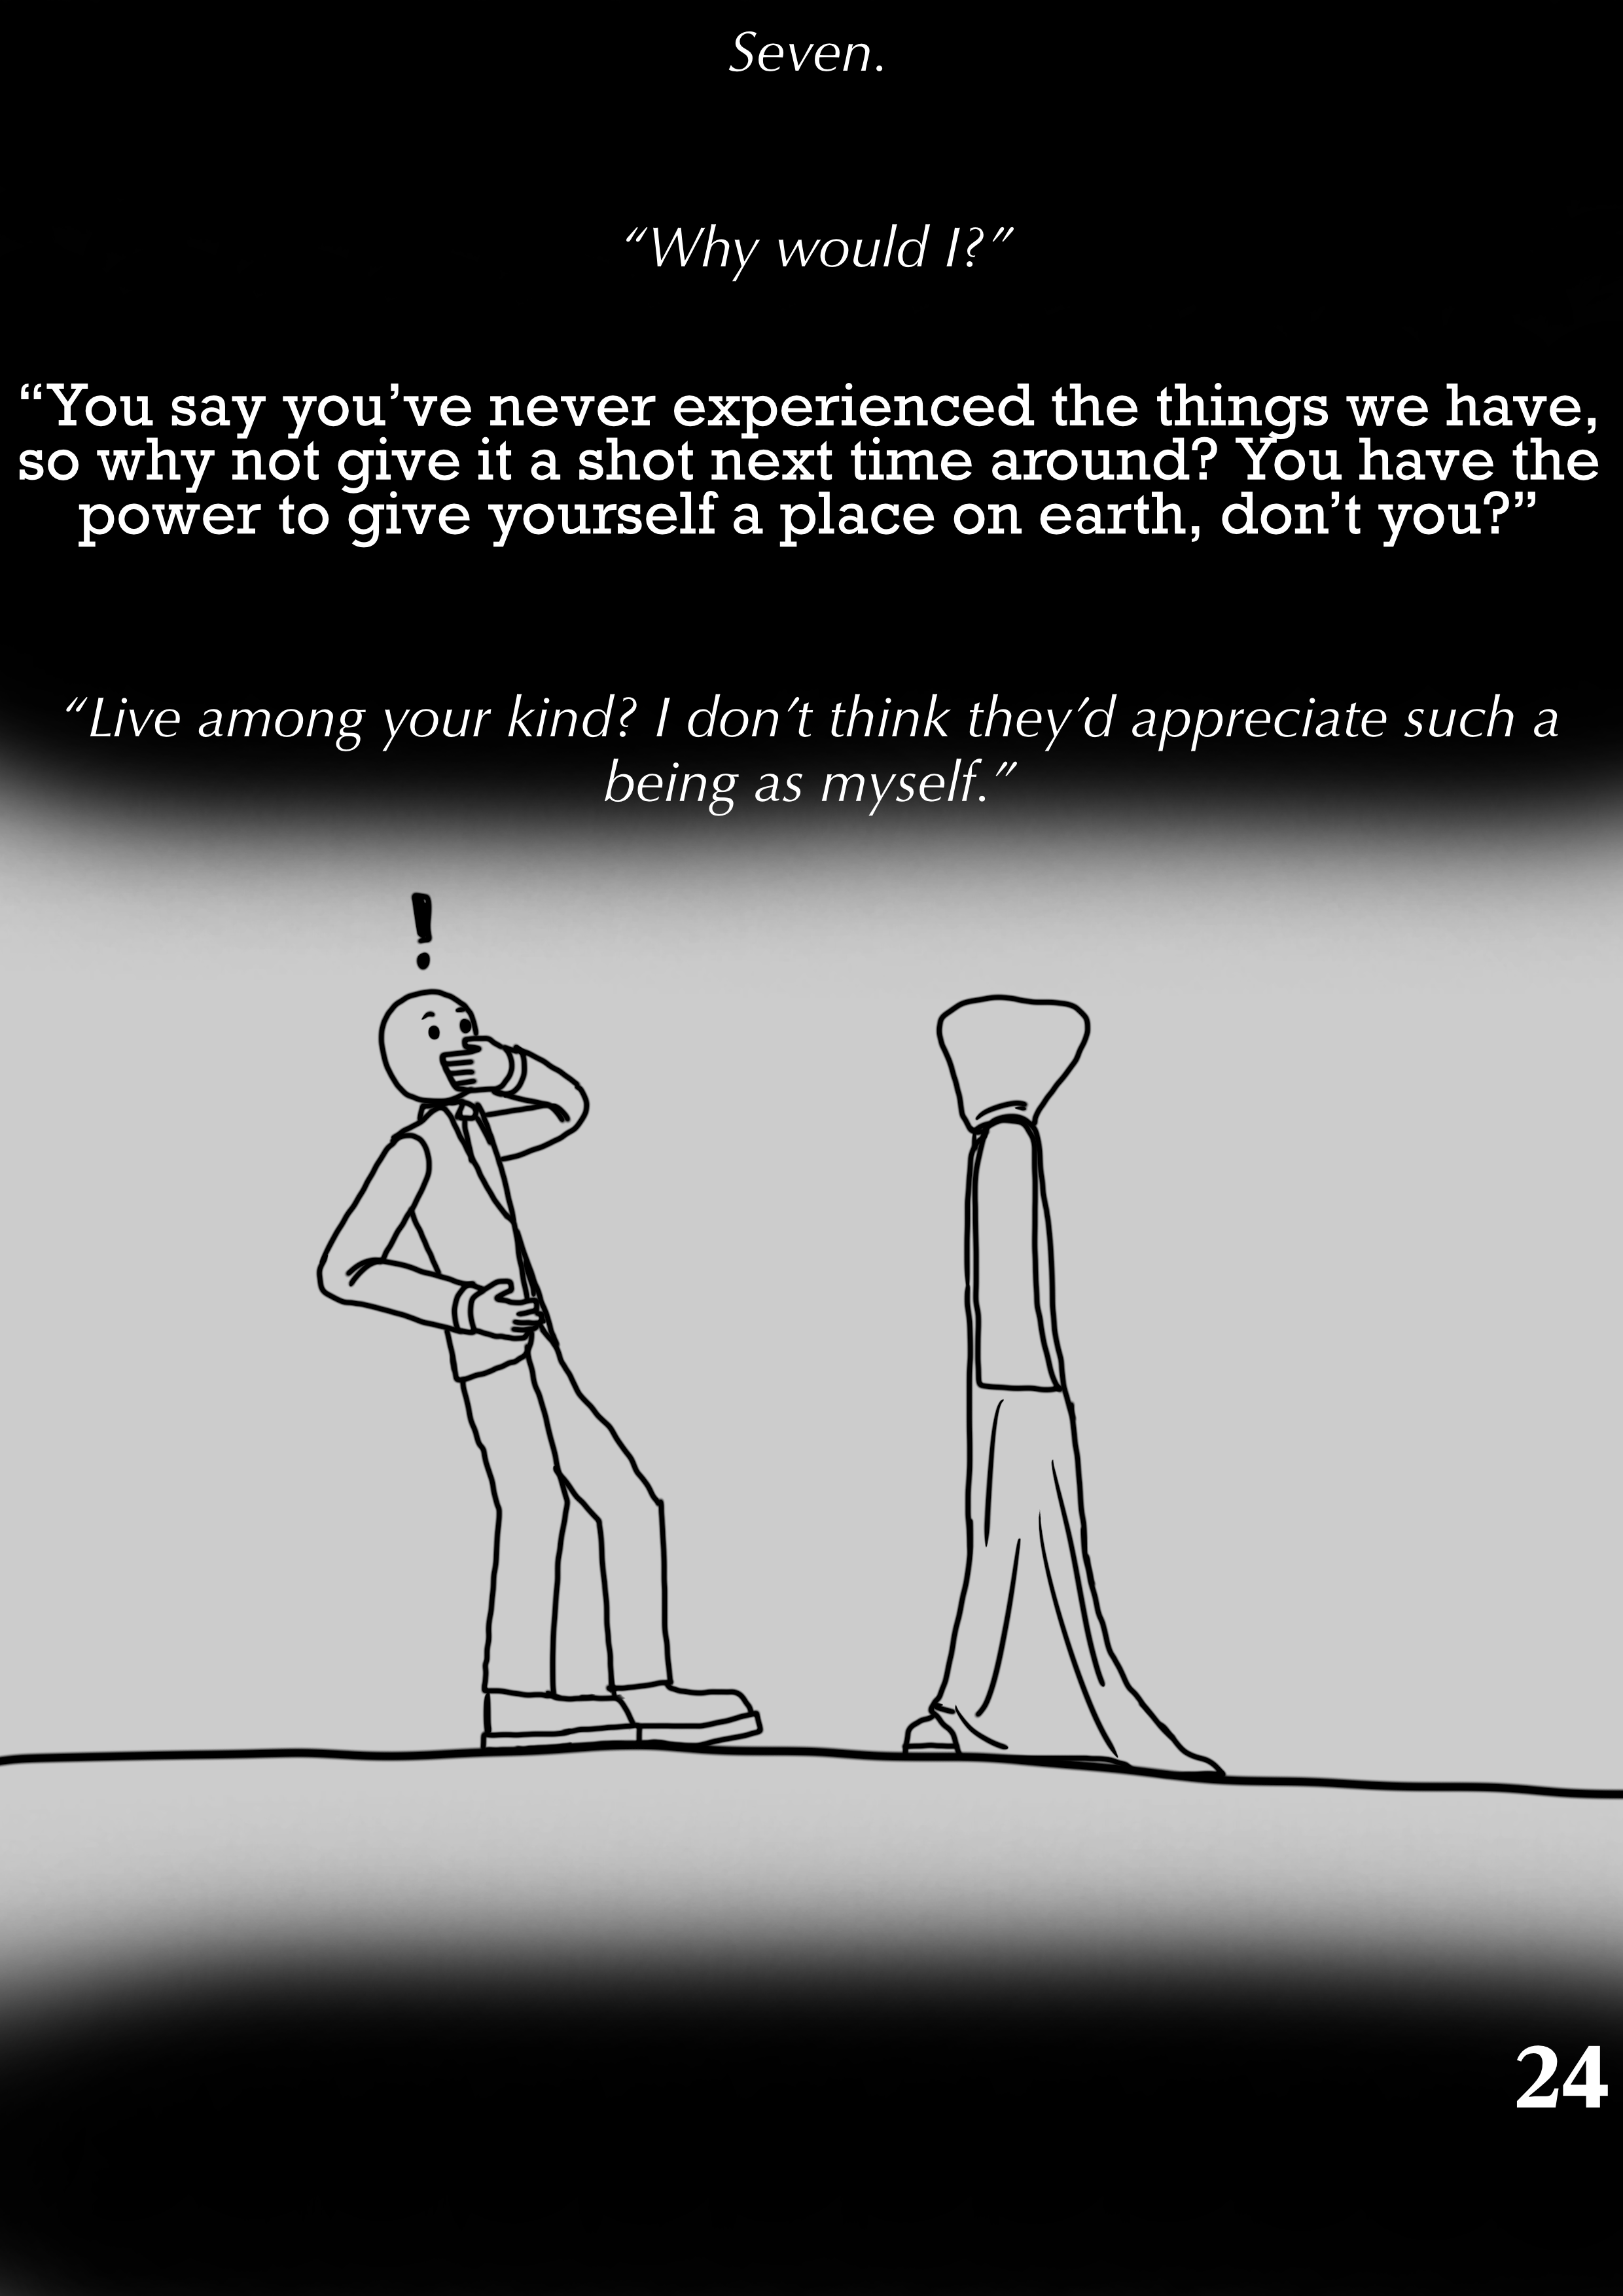 Seven.
“Why would I?”
“You say you’ve never experienced the things we have,
so why not give it a shot next time around? You have the
power to give yourself a place on earth, don’t you?”
“Live among your kind? I don’t think they’d appreciate such a
being as myself.”
!
24